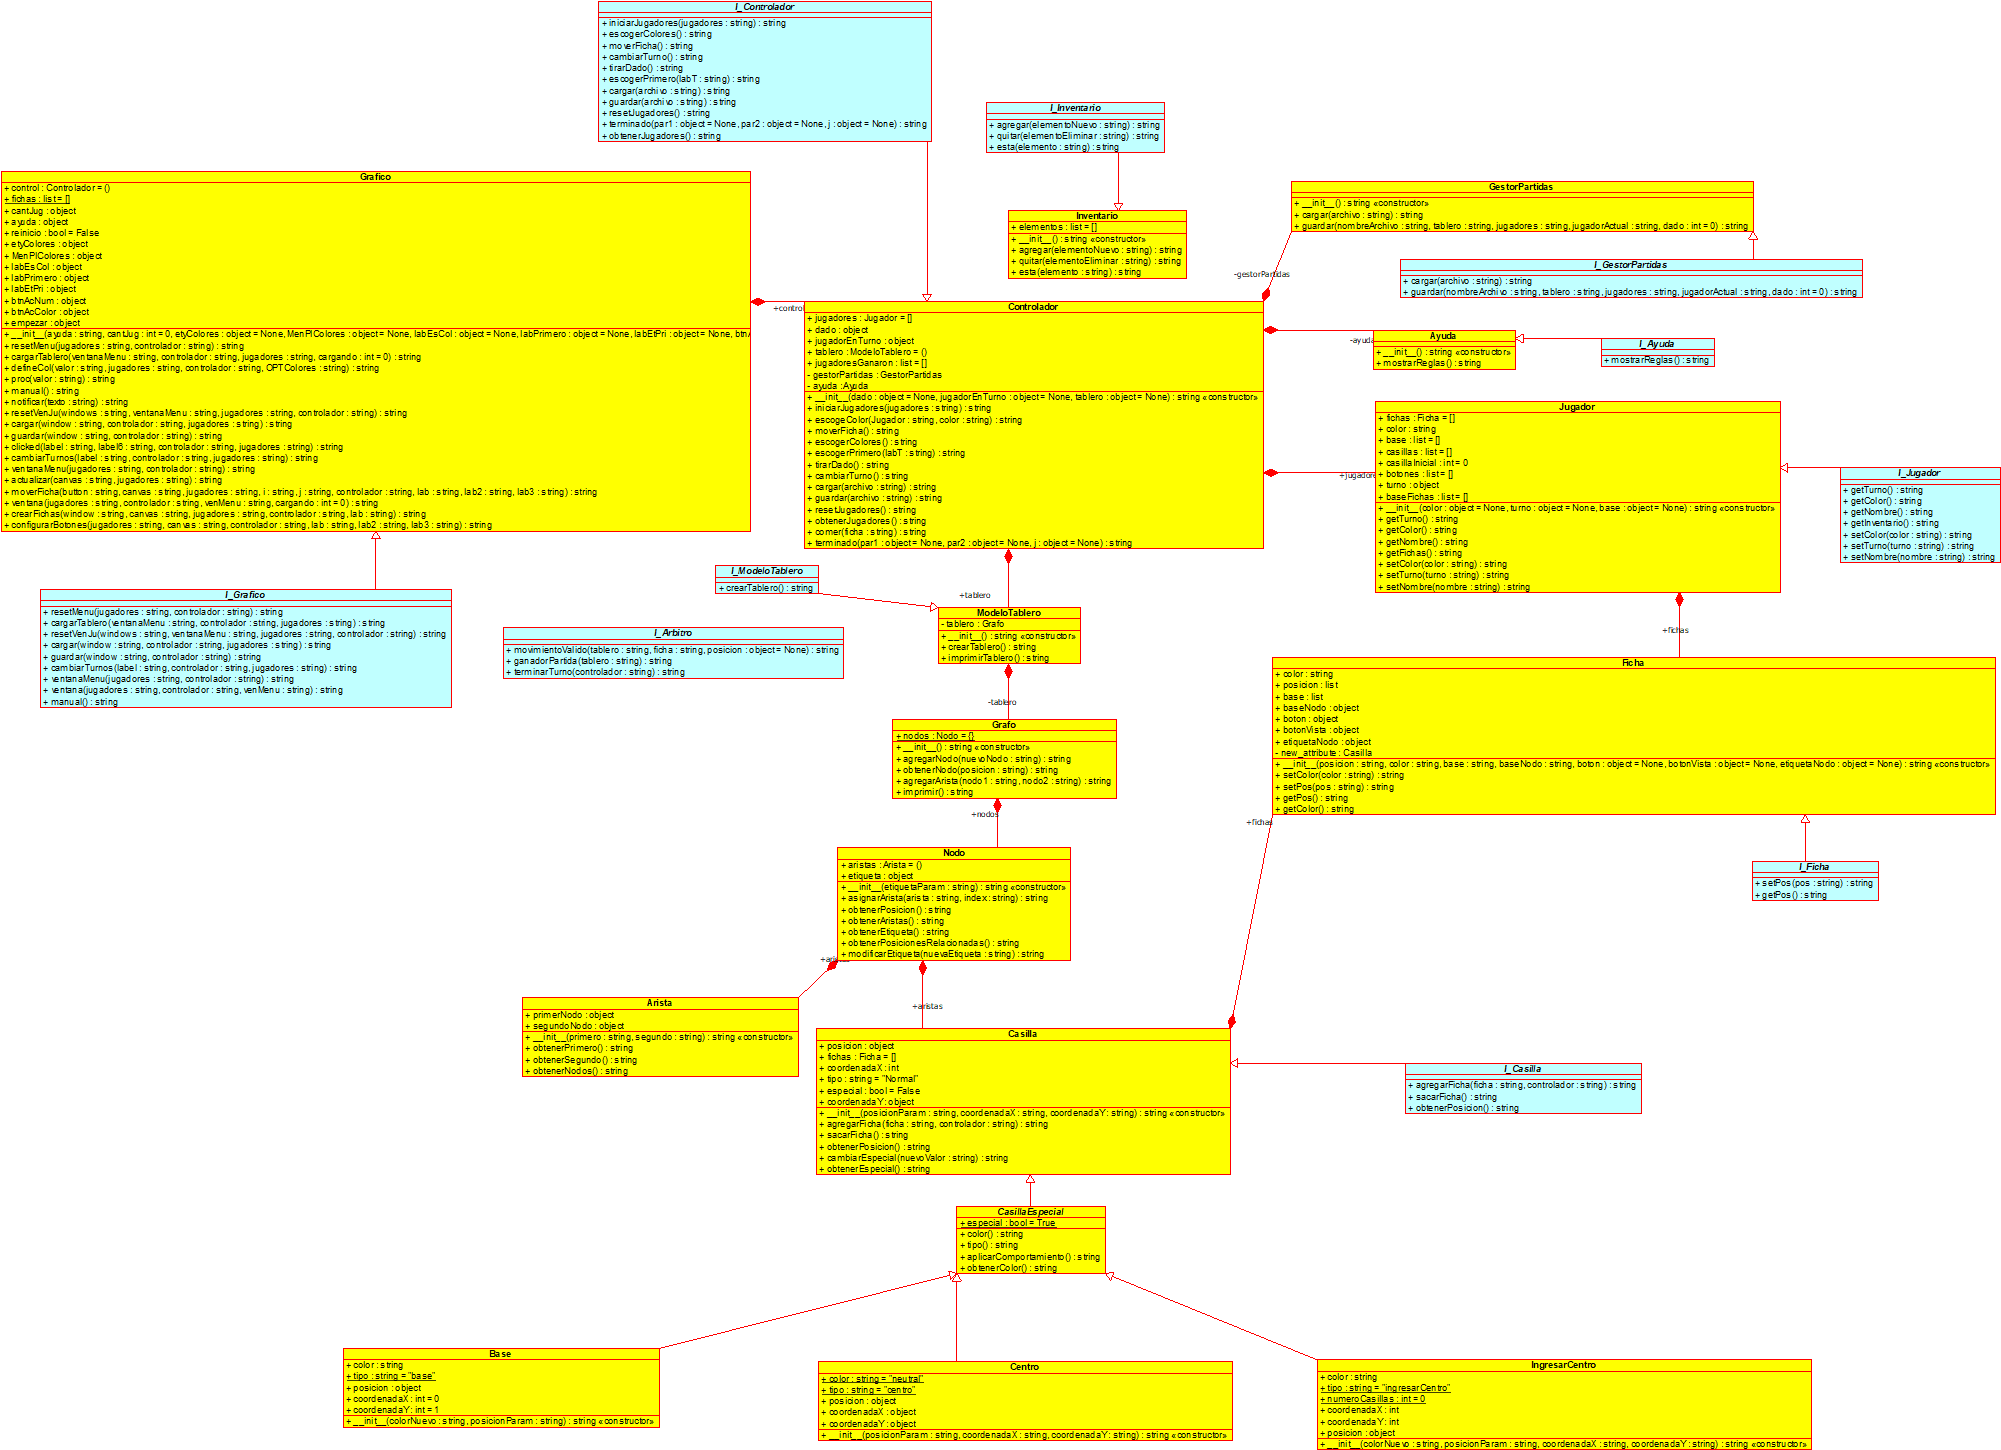 I_Controlador
+ iniciarJugadores(jugadores : string) : string
+ escogerColores() : string
+ moverFicha() : string
+ cambiarTurno() : string
+ tirarDado() : string
+ escogerPrimero(labT : string) : string
+ cargar(archivo : string) : string
+ guardar(archivo : string) : string
+ resetJugadores() : string
+ terminado(par1 : object = None, par2 : object = None, j : object = None) : string
+ obtenerJugadores() : string
I_Inventario
+ agregar(elementoNuevo : string) : string
+ quitar(elementoEliminar : string) : string
+ esta(elemento : string) : string
Grafico
+ control : Controlador = ()
+ fichas : list = []
+ cantJug : object
+ ayuda : object
+ reinicio : bool = False
+ etyColores : object
+ MenPlColores : object
+ labEsCol : object
+ labPrimero : object
+ labEtPri : object
+ btnAcNum : object
+ btnAcColor : object
+ empezar : object
+ __init__(ayuda : string, cantJug : int = 0, etyColores : object = None, MenPlColores : object = None, labEsCol : object = None, labPrimero : object = None, labEtPri : object = None, btnA
+ resetMenu(jugadores : string, controlador : string) : string
+ cargarTablero(ventanaMenu : string, controlador : string, jugadores : string, cargando : int = 0) : string
+ defineCol(valor : string, jugadores : string, controlador : string, OPTColores : string) : string
+ proc(valor : string) : string
+ manual() : string
+ notificar(texto : string) : string
+ resetVenJu(windows : string, ventanaMenu : string, jugadores : string, controlador : string) : string
+ cargar(window : string, controlador : string, jugadores : string) : string
+ guardar(window : string, controlador : string) : string
+ clicked(label : string, label6 : string, controlador : string, jugadores : string) : string
+ cambiarTurnos(label : string, controlador : string, jugadores : string) : string
+ ventanaMenu(jugadores : string, controlador : string) : string
+ actualizar(canvas : string, jugadores : string) : string
+ moverFicha(button : string, canvas : string, jugadores : string, i : string, j : string, controlador : string, lab : string, lab2 : string, lab3 : string) : string
+ ventana(jugadores : string, controlador : string, venMenu : string, cargando : int = 0) : string
+ crearFichas(window : string, canvas : string, jugadores : string, controlador : string, lab : string) : string
+ configurarBotones(jugadores : string, canvas : string, controlador : string, lab : string, lab2 : string, lab3 : string) : string
Inventario
+ elementos : list = []
+ __init__() : string «constructor»
+ agregar(elementoNuevo : string) : string
+ quitar(elementoEliminar : string) : string
+ esta(elemento : string) : string
GestorPartidas
+ __init__() : string «constructor»
+ cargar(archivo : string) : string
+ guardar(nombreArchivo : string, tablero : string, jugadores : string, jugadorActual : string, dado : int = 0) : string
I_GestorPartidas
+ cargar(archivo : string) : string
+ guardar(nombreArchivo : string, tablero : string, jugadores : string, jugadorActual : string, dado : int = 0) : string
-gestorPartidas
+control
Controlador
+ jugadores : Jugador = []
+ dado : object
+ jugadorEnTurno : object
+ tablero : ModeloTablero = ()
+ jugadoresGanaron : list = []
- gestorPartidas : GestorPartidas
- ayuda : Ayuda
+ __init__(dado : object = None, jugadorEnTurno : object = None, tablero : object = None) : string «constructor»
+ iniciarJugadores(jugadores : string) : string
+ escogeColor(Jugador : string, color : string) : string
+ moverFicha() : string
+ escogerColores() : string
+ escogerPrimero(labT : string) : string
+ tirarDado() : string
+ cambiarTurno() : string
+ cargar(archivo : string) : string
+ guardar(archivo : string) : string
+ resetJugadores() : string
+ obtenerJugadores() : string
+ comer(ficha : string) : string
+ terminado(par1 : object = None, par2 : object = None, j : object = None) : string
-ayuda
Ayuda
+ __init__() : string «constructor»
+ mostrarReglas() : string
I_Ayuda
+ mostrarReglas() : string
+jugadores
Jugador
+ fichas : Ficha = []
+ color : string
+ base : list = []
+ casillas : list = []
+ casillaInicial : int = 0
+ botones : list = []
+ turno : object
+ baseFichas : list = []
+ __init__(color : object = None, turno : object = None, base : object = None) : string «constructor»
+ getTurno() : string
+ getColor() : string
+ getNombre() : string
+ getFichas() : string
+ setColor(color : string) : string
+ setTurno(turno : string) : string
+ setNombre(nombre : string) : string
I_Jugador
+ getTurno() : string
+ getColor() : string
+ getNombre() : string
+ getInventario() : string
+ setColor(color : string) : string
+ setTurno(turno : string) : string
+ setNombre(nombre : string) : string
I_Grafico
+ resetMenu(jugadores : string, controlador : string) : string
+ cargarTablero(ventanaMenu : string, controlador : string, jugadores : string) : string
+ resetVenJu(windows : string, ventanaMenu : string, jugadores : string, controlador : string) : string
+ cargar(window : string, controlador : string, jugadores : string) : string
+ guardar(window : string, controlador : string) : string
+ cambiarTurnos(label : string, controlador : string, jugadores : string) : string
+ ventanaMenu(jugadores : string, controlador : string) : string
+ ventana(jugadores : string, controlador : string, venMenu : string) : string
+ manual() : string
I_ModeloTablero
+ crearTablero() : string
+tablero
I_Arbitro
+ movimientoValido(tablero : string, ficha : string, posicion : object = None) : string
+ ganadorPartida(tablero : string) : string
+ terminarTurno(controlador : string) : string
ModeloTablero
- tablero : Grafo
+ __init__() : string «constructor»
+ crearTablero() : string
+ imprimirTablero() : string
+fichas
-tablero
Ficha
+ color : string
+ posicion : list
+ base : list
+ baseNodo : object
+ boton : object
+ botonVista : object
+ etiquetaNodo : object
- new_attribute : Casilla
+ __init__(posicion : string, color : string, base : string, baseNodo : string, boton : object = None, botonVista : object = None, etiquetaNodo : object = None) : string «constructor»
+ setColor(color : string) : string
+ setPos(pos : string) : string
+ getPos() : string
+ getColor() : string
Grafo
+ nodos : Nodo = {}
+ __init__() : string «constructor»
+ agregarNodo(nuevoNodo : string) : string
+ obtenerNodo(posicion : string) : string
+ agregarArista(nodo1 : string, nodo2 : string) : string
+ imprimir() : string
+nodos
+fichas
Nodo
+ aristas : Arista = ()
+ etiqueta : object
+ __init__(etiquetaParam : string) : string «constructor»
+ asignarArista(arista : string, index : string) : string
+ obtenerPosicion() : string
+ obtenerAristas() : string
+ obtenerEtiqueta() : string
+ obtenerPosicionesRelacionadas() : string
+ modificarEtiqueta(nuevaEtiqueta : string) : string
I_Ficha
+ setPos(pos : string) : string
+ getPos() : string
+aristas
Arista
+ primerNodo : object
+ segundoNodo : object
+ __init__(primero : string, segundo : string) : string «constructor»
+ obtenerPrimero() : string
+ obtenerSegundo() : string
+ obtenerNodos() : string
Casilla
+ posicion : object
+ fichas : Ficha = []
+ coordenadaX : int
+ tipo : string = "Normal"
+ especial : bool = False
+ coordenadaY : object
+ __init__(posicionParam : string, coordenadaX : string, coordenadaY : string) : string «constructor»
+ agregarFicha(ficha : string, controlador : string) : string
+ sacarFicha() : string
+ obtenerPosicion() : string
+ cambiarEspecial(nuevoValor : string) : string
+ obtenerEspecial() : string
I_Casilla
+ agregarFicha(ficha : string, controlador : string) : string
+ sacarFicha() : string
+ obtenerPosicion() : string
CasillaEspecial
+ especial : bool = True
+ color() : string
+ tipo() : string
+ aplicarComportamiento() : string
+ obtenerColor() : string
Base
+ color : string
+ tipo : string = "base"
+ posicion : object
+ coordenadaX : int = 0
+ coordenadaY : int = 1
+ __init__(colorNuevo : string, posicionParam : string) : string «constructor»
Centro
+ color : string = "neutral"
+ tipo : string = "centro"
+ posicion : object
+ coordenadaX : object
+ coordenadaY : object
+ __init__(posicionParam : string, coordenadaX : string, coordenadaY : string) : string «constructor»
IngresarCentro
+ color : string
+ tipo : string = "ingresarCentro"
+ numeroCasillas : int = 0
+ coordenadaX : int
+ coordenadaY : int
+ posicion : object
+ __init__(colorNuevo : string, posicionParam : string, coordenadaX : string, coordenadaY : string) : string «constructor»